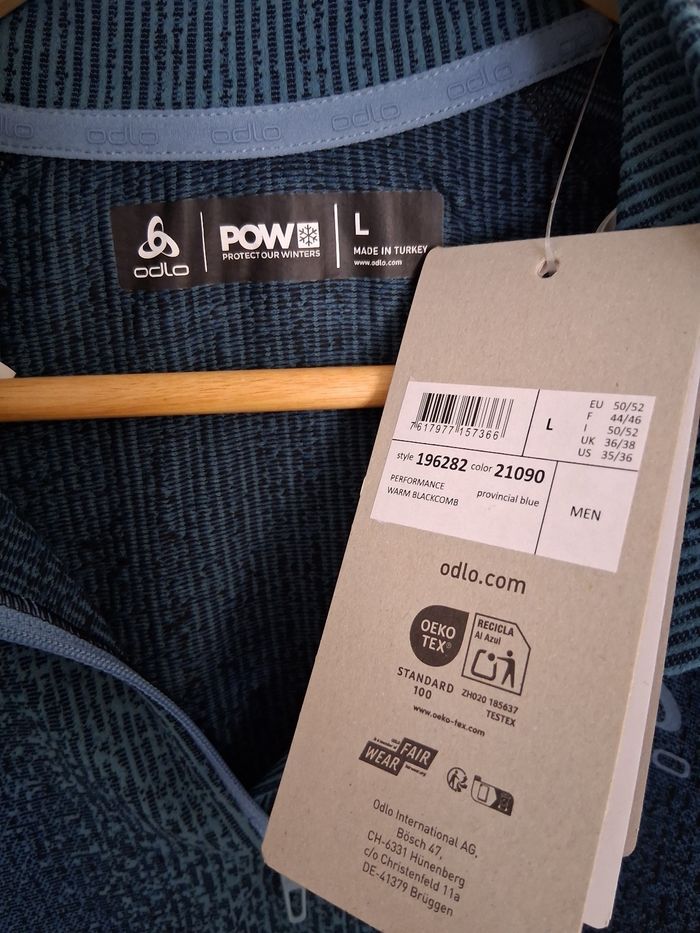 odlo odlo odlo odlo
odlo
POW
PROTECT OUR WINTERS
L
MADE IN TURKEY
www.odlo.com
7 617977 157366
L
EU 50/52
F 44/46
I 50/52
UK 36/38
US 35/36
style 196282 color 21090
PERFORMANCE
WARM BLACKCOMB
provincial blue
MEN
odlo.com
OEKO
TEX®
STANDARD
100
RECICLA
Al Azul
ZH020 185637
TESTEX
www.oeko-tex.com
FAIR
WEAR
Odlo International AG,
Bösch 47,
CH-6331 Hünenberg
c/o Christenfeld 11a
DE-41379 Brüggen